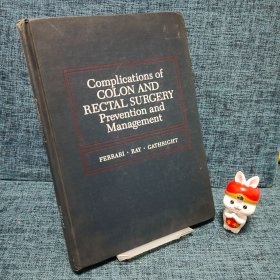 Complications of
COLON AND
RECTAL SURGERY
Prevention and
Management
FERRARI · RAY · GATHRIGHT